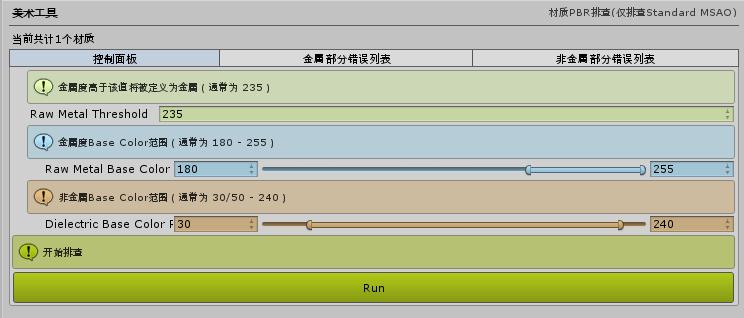 美术工具 材质PBR排查(仅排查Standard MSAO)
当前共计1个材质
控制面板 金属部分错误列表 非金属部分错误列表
金属度高于该值将被定义为金属 ( 通常为 235 )
Raw Metal Threshold 235
金属度Base Color范围 ( 通常为 180 - 255 )
Raw Metal Base Color 180 255
非金属Base Color范围 ( 通常为 30/50 - 240 )
Dielectric Base Color 30 240
开始排查
Run